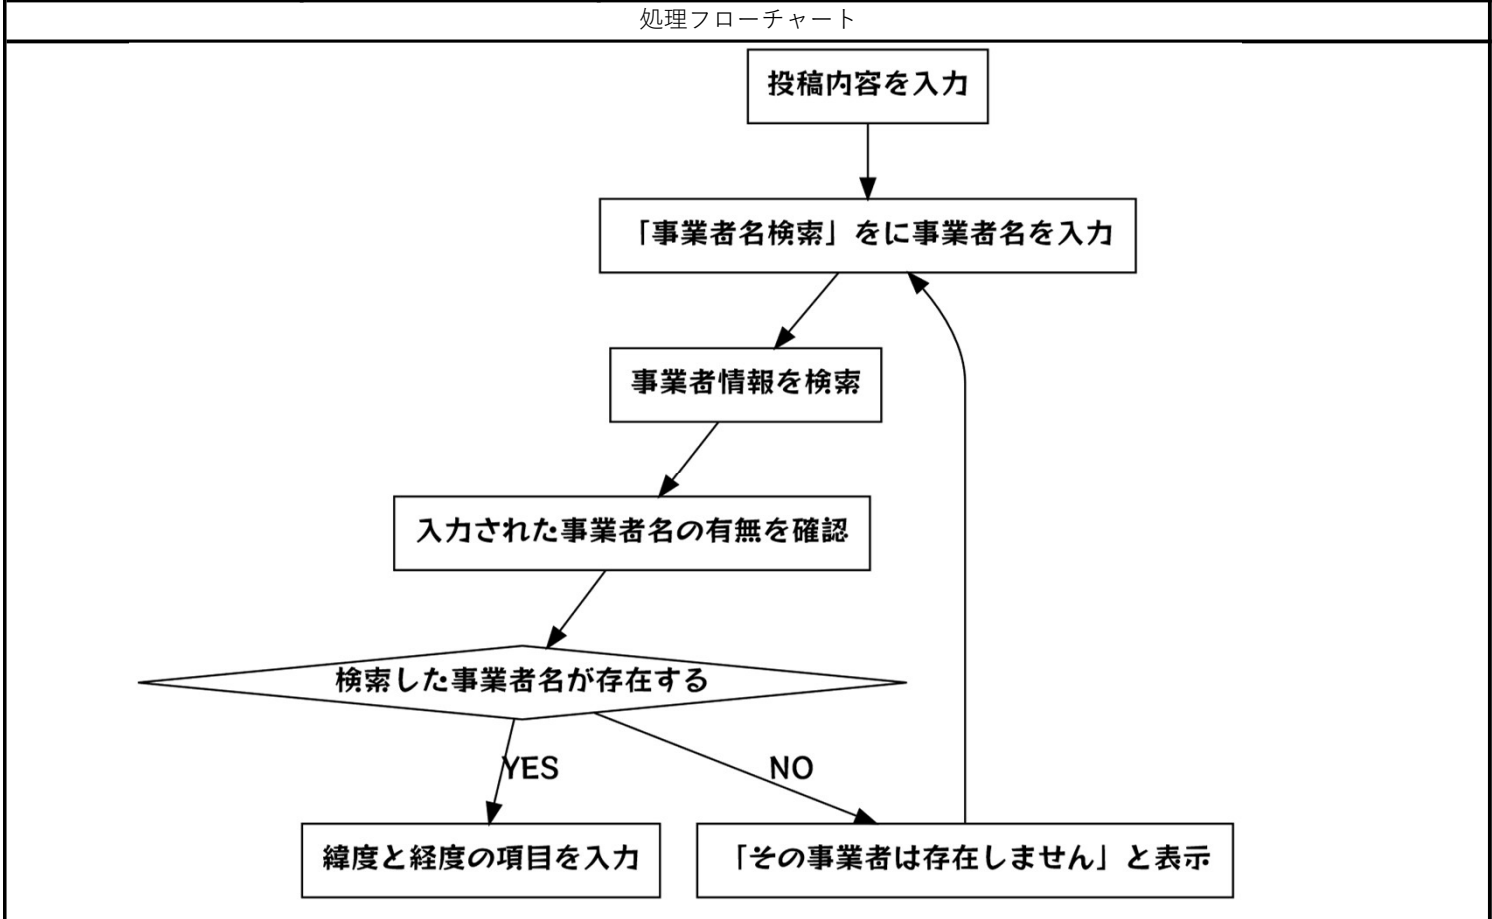 処理フローチャート
投稿内容を入力
「事業者名検索」をに事業者名を入力
事業者情報を検索
入力された事業者名の有無を確認
検索した事業者名が存在する
YES
NO
緯度と経度の項目を入力
「その事業者は存在しません」と表示